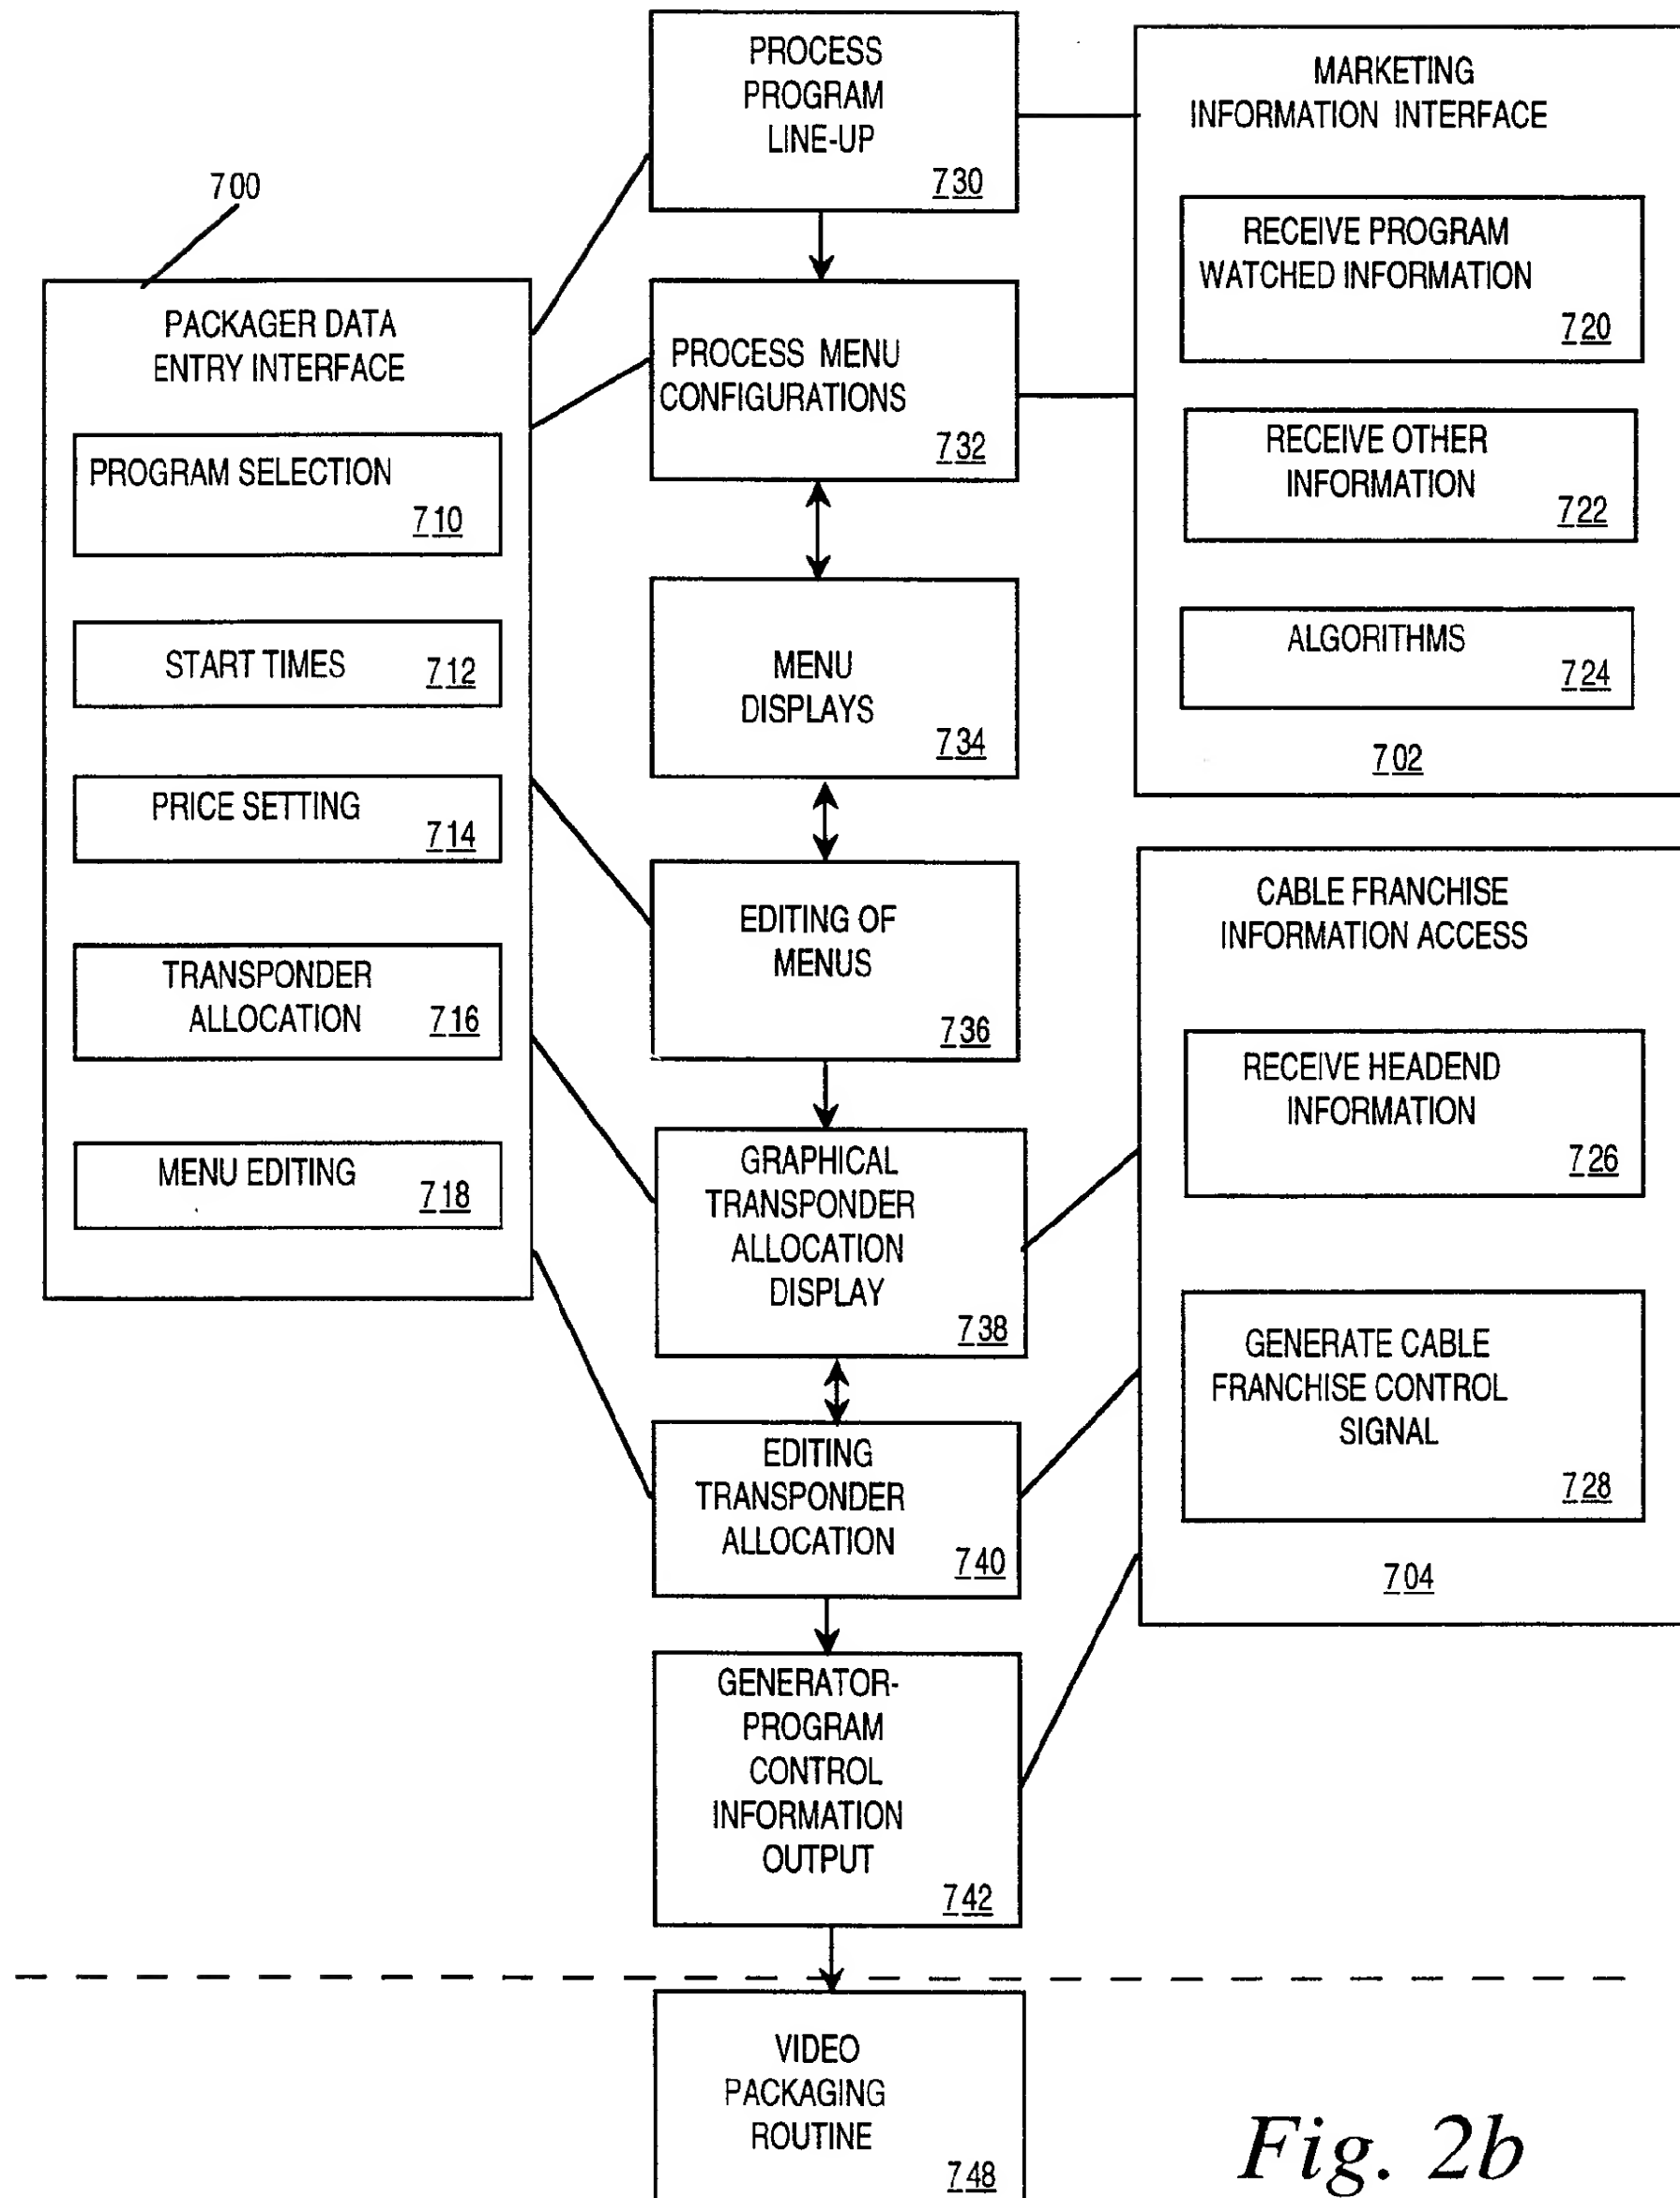 PROCESS
PROGRAM
LINE-UP
730
MARKETING
INFORMATION INTERFACE
RECEIVE PROGRAM
WATCHED INFORMATION
720
RECEIVE OTHER
INFORMATION
722
ALGORITHMS
724
702
700
PACKAGER DATA
ENTRY INTERFACE
PROGRAM SELECTION
710
START TIMES 712
PRICE SETTING
714
TRANSPONDER
ALLOCATION 716
MENU EDITING 718
PROCESS MENU
CONFIGURATIONS
732
MENU
DISPLAYS
734
EDITING OF
MENUS
736
GRAPHICAL
TRANSPONDER
ALLOCATION
DISPLAY
738
EDITING
TRANSPONDER
ALLOCATION
740
GENERATOR-
PROGRAM
CONTROL
INFORMATION
OUTPUT
742
CABLE FRANCHISE
INFORMATION ACCESS
RECEIVE HEADEND
INFORMATION
726
GENERATE CABLE
FRANCHISE CONTROL
SIGNAL
728
704
VIDEO
PACKAGING
ROUTINE
748
Fig. 2b